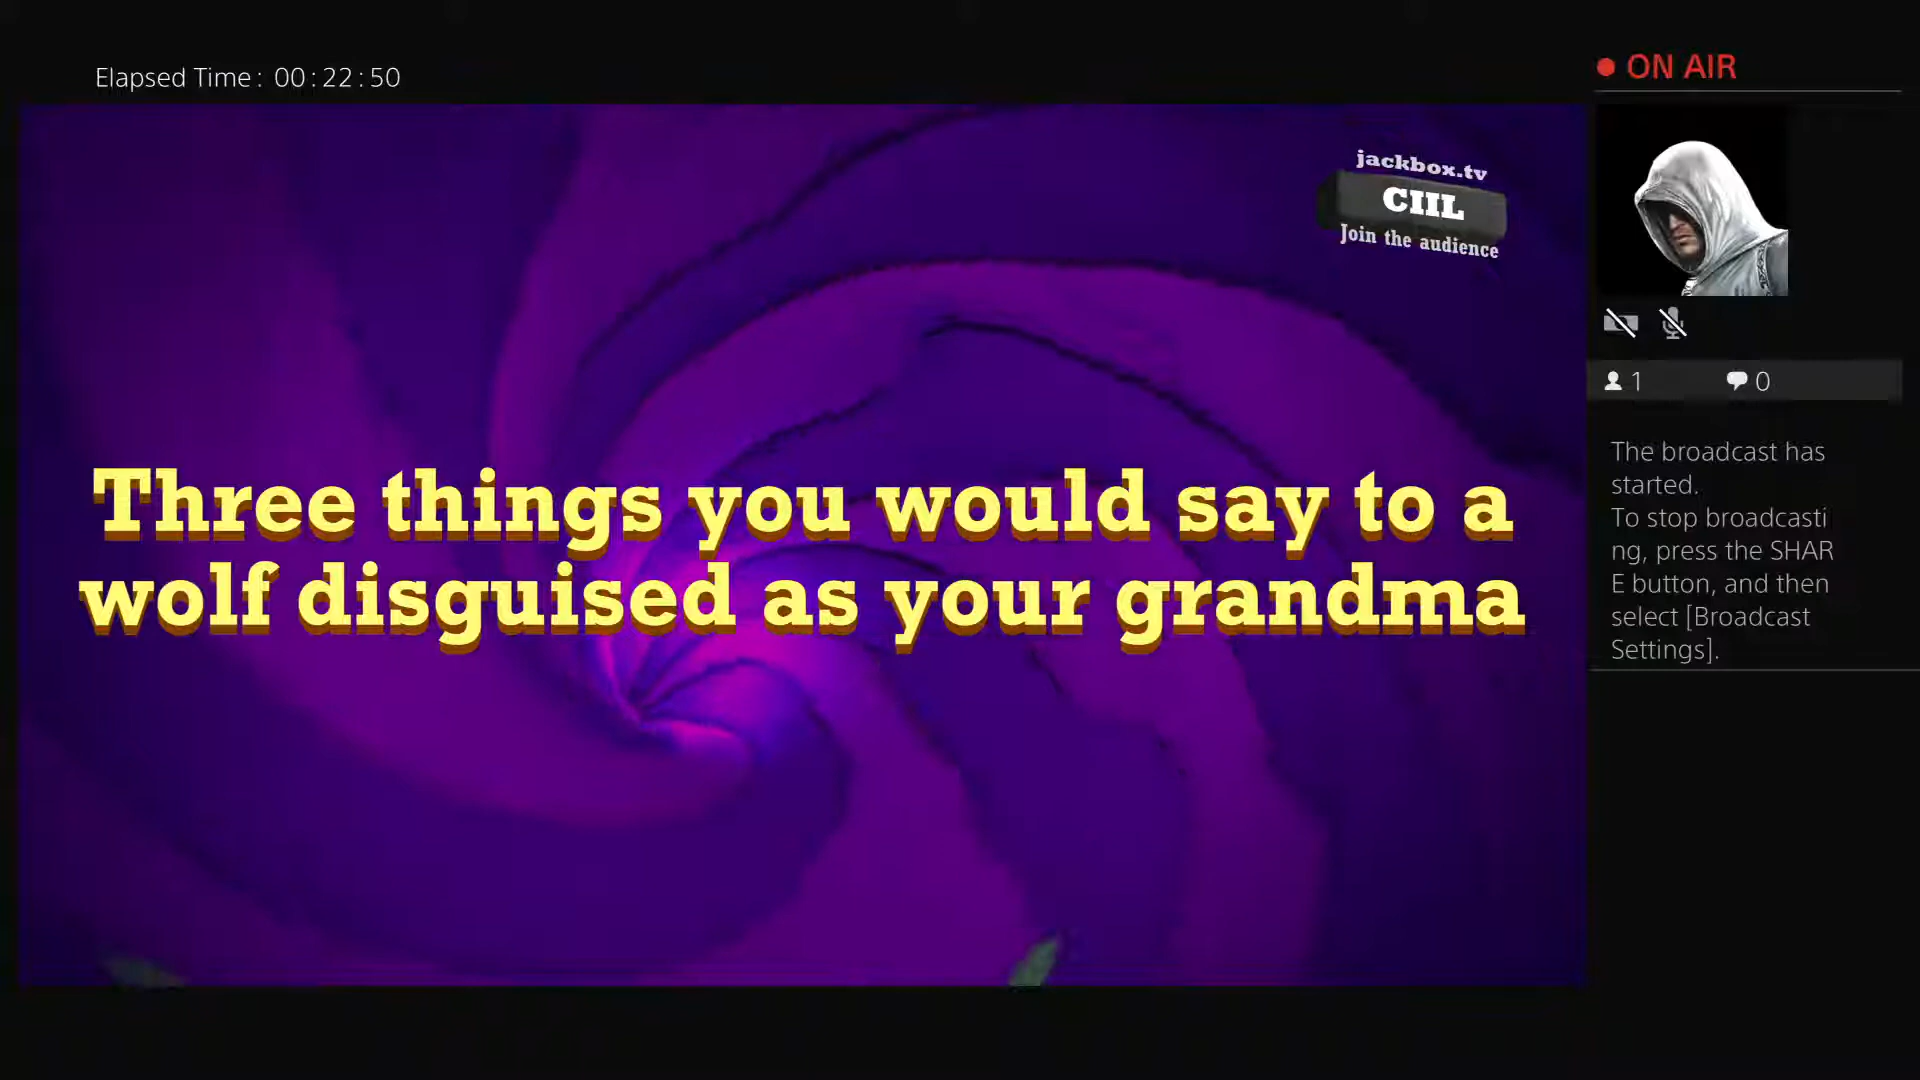 Elapsed Time: 00:22:50
ON AIR
jackbox.tv
CIIL
Join the audience
1
0
Three things you would say to a
wolf disguised as your grandma
The broadcast has
started.
To stop broadcasti
ng, press the SHAR
E button, and then
select [Broadcast
Settings].